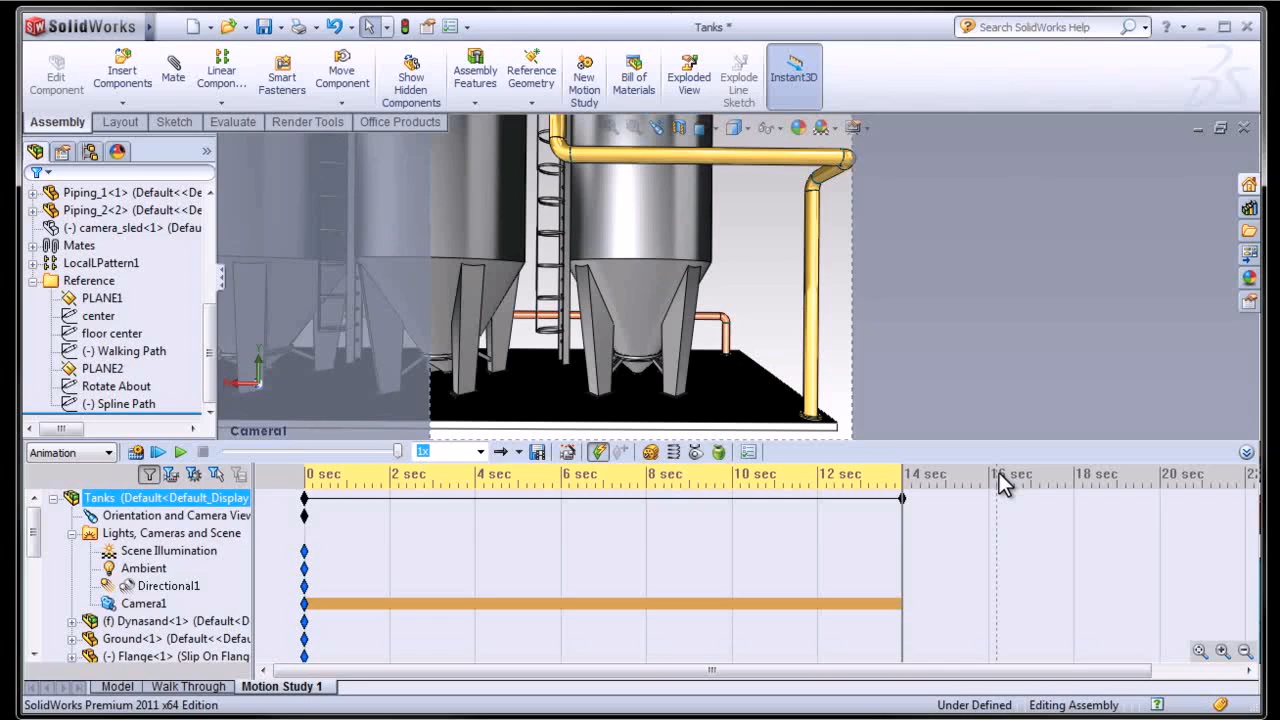 SolidWorks
Tanks *
Search SolidWorks Help
Edit Component
Insert Components
Mate
Linear Compon...
Smart Fasteners
Move Component
Show Hidden Components
Assembly Features
Reference Geometry
New Motion Study
Bill of Materials
Exploded View
Explode Line Sketch
Instant3D
Assembly Layout Sketch Evaluate Render Tools Office Products
Piping_1<1> (Default<<De
Piping_2<2> (Default<<De
(-) camera_sled<1> (Defau
Mates
LocalLPattern1
Reference
PLANE1
center
floor center
(-) Walking Path
PLANE2
Rotate About
(-) Spline Path
Camera1
Animation
1x
0 sec 2 sec 4 sec 6 sec 8 sec 10 sec 12 sec 14 sec 16 sec 18 sec 20 sec
Tanks (Default<Default_Display
Orientation and Camera View
Lights, Cameras and Scene
Scene Illumination
Ambient
Directional1
Camera1
(f) Dynasand<1> (Default<D
Ground<1> (Default<<Defau
(-) Flange<1> (Slip On Flang
Model Walk Through Motion Study 1
SolidWorks Premium 2011 x64 Edition
Under Defined
Editing Assembly